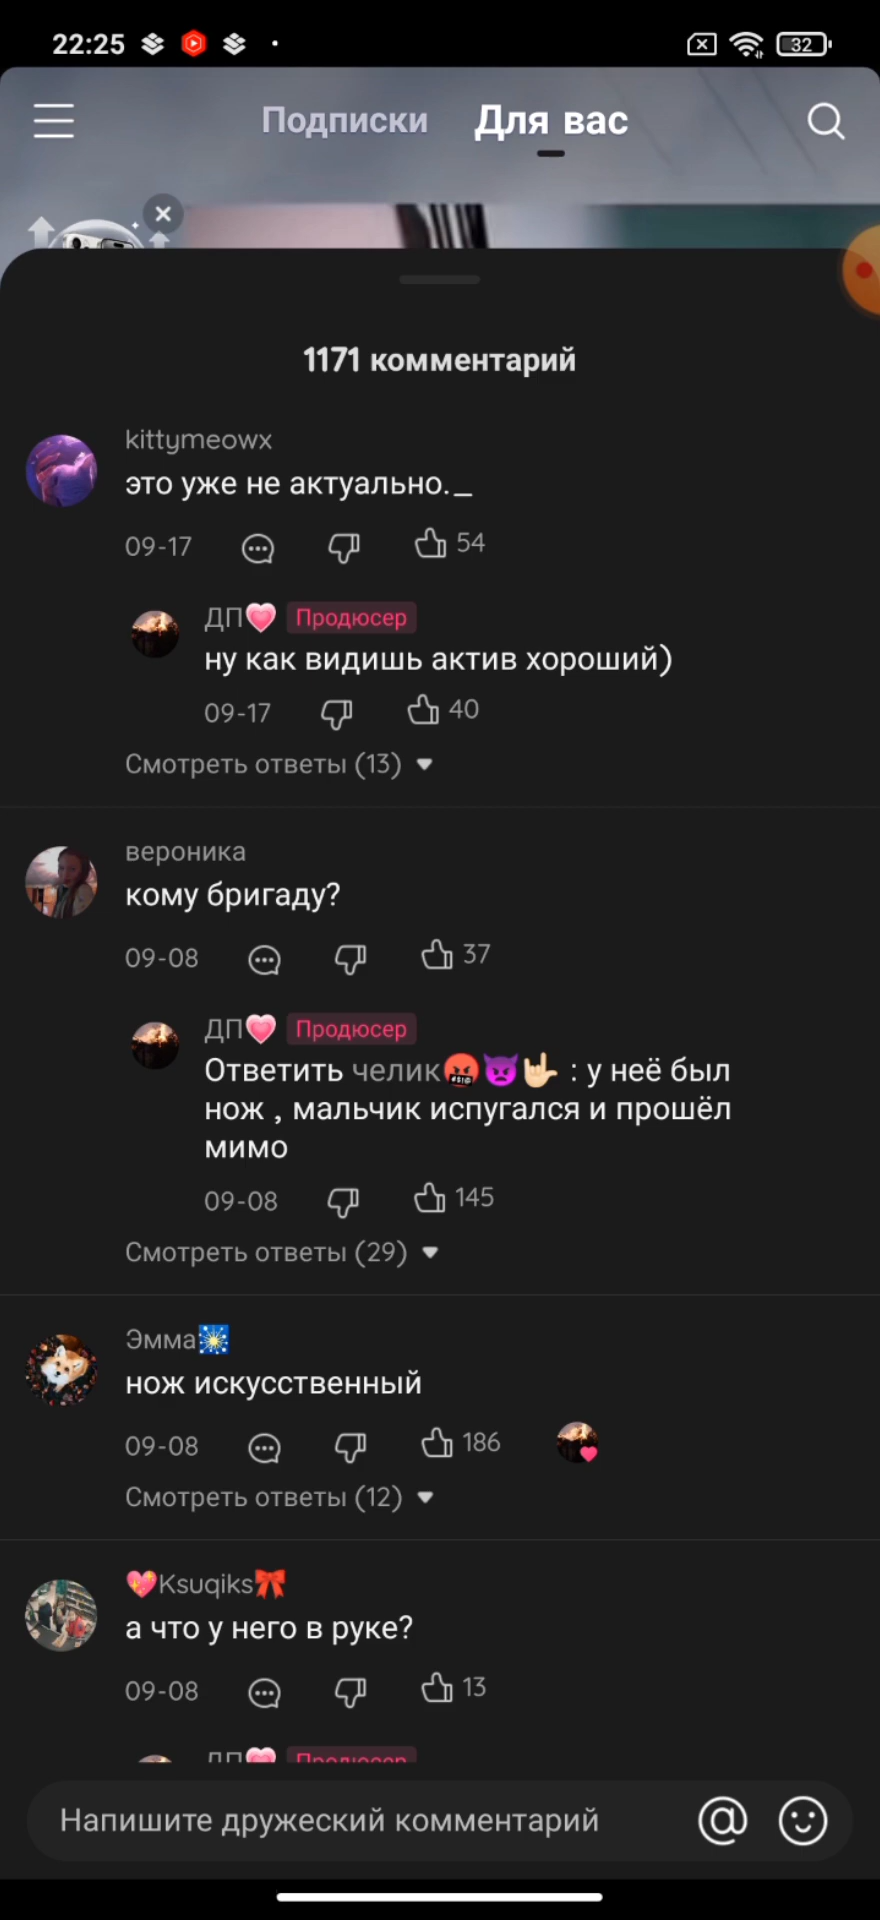 22:25
32
Подписки Для вас
1171 комментарий
kittymeowx
это уже не актуально._
09-17 54
ДП💗 Продюсер
ну как видишь актив хороший)
09-17 40
Смотреть ответы (13)
вероника
кому бригаду?
09-08 37
ДП💗 Продюсер
Ответить челик🤬👿🤟🏼 : у неё был
нож , мальчик испугался и прошёл
мимо
09-08 145
Смотреть ответы (29)
Эмма🎇
нож искусственный
09-08 186
Смотреть ответы (12)
💖Ksuqiks🎀
а что у него в руке?
09-08 13
ДП💗 Продюсер
Напишите дружеский комментарий